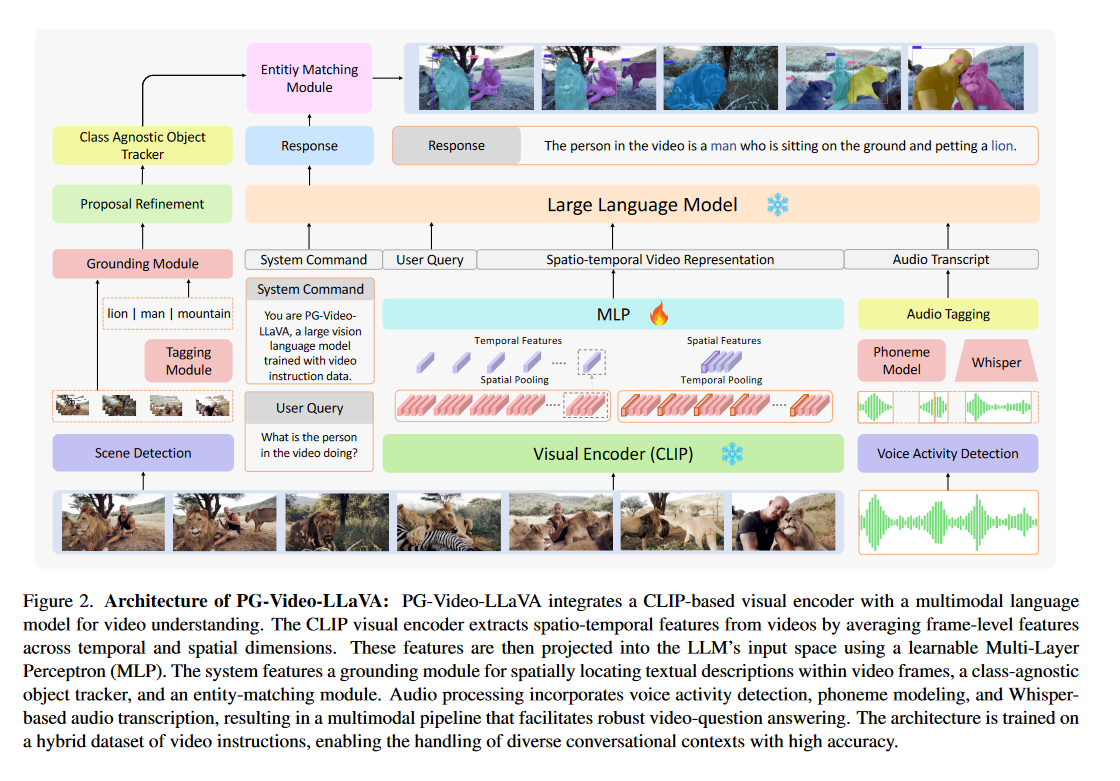 Entitiy Matching
Module
Class Agnostic Object
Tracker
Response
Response
The person in the video is a man who is sitting on the ground and petting a lion.
Proposal Refinement
Large Language Model
Grounding Module
System Command
User Query
Spatio-temporal Video Representation
Audio Transcript
lion | man | mountain
System Command
You are PG-Video-
LLaVA, a large vision
language model
trained with video
instruction data.
MLP
Audio Tagging
Tagging
Module
Temporal Features
Spatial Features
Spatial Pooling
Temporal Pooling
Phoneme
Model
Whisper
User Query
What is the person
in the video doing?
Scene Detection
Visual Encoder (CLIP)
Voice Activity Detection
Figure 2. Architecture of PG-Video-LLaVA: PG-Video-LLaVA integrates a CLIP-based visual encoder with a multimodal language
model for video understanding. The CLIP visual encoder extracts spatio-temporal features from videos by averaging frame-level features
across temporal and spatial dimensions. These features are then projected into the LLM's input space using a learnable Multi-Layer
Perceptron (MLP). The system features a grounding module for spatially locating textual descriptions within video frames, a class-agnostic
object tracker, and an entity-matching module. Audio processing incorporates voice activity detection, phoneme modeling, and Whisper-
based audio transcription, resulting in a multimodal pipeline that facilitates robust video-question answering. The architecture is trained on
a hybrid dataset of video instructions, enabling the handling of diverse conversational contexts with high accuracy.